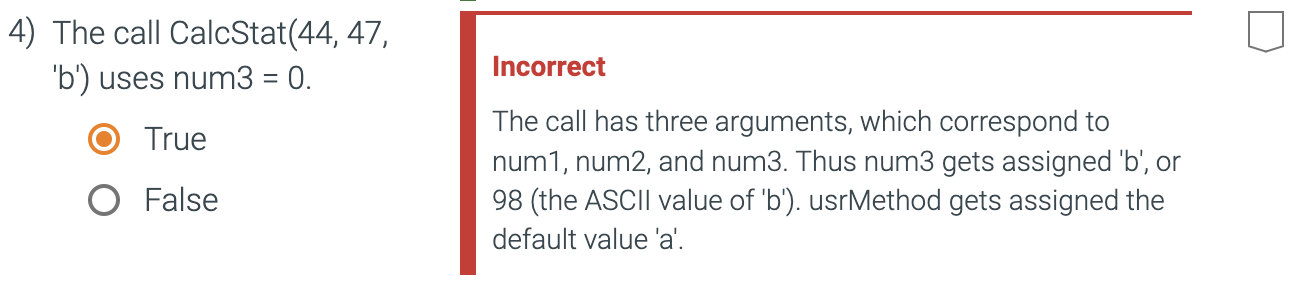 4) The call CalcStat(44, 47,
'b') uses num3 = 0.
True
False
Incorrect
The call has three arguments, which correspond to
num1, num2, and num3. Thus num3 gets assigned 'b', or
98 (the ASCII value of 'b'). usrMethod gets assigned the
default value 'a'.